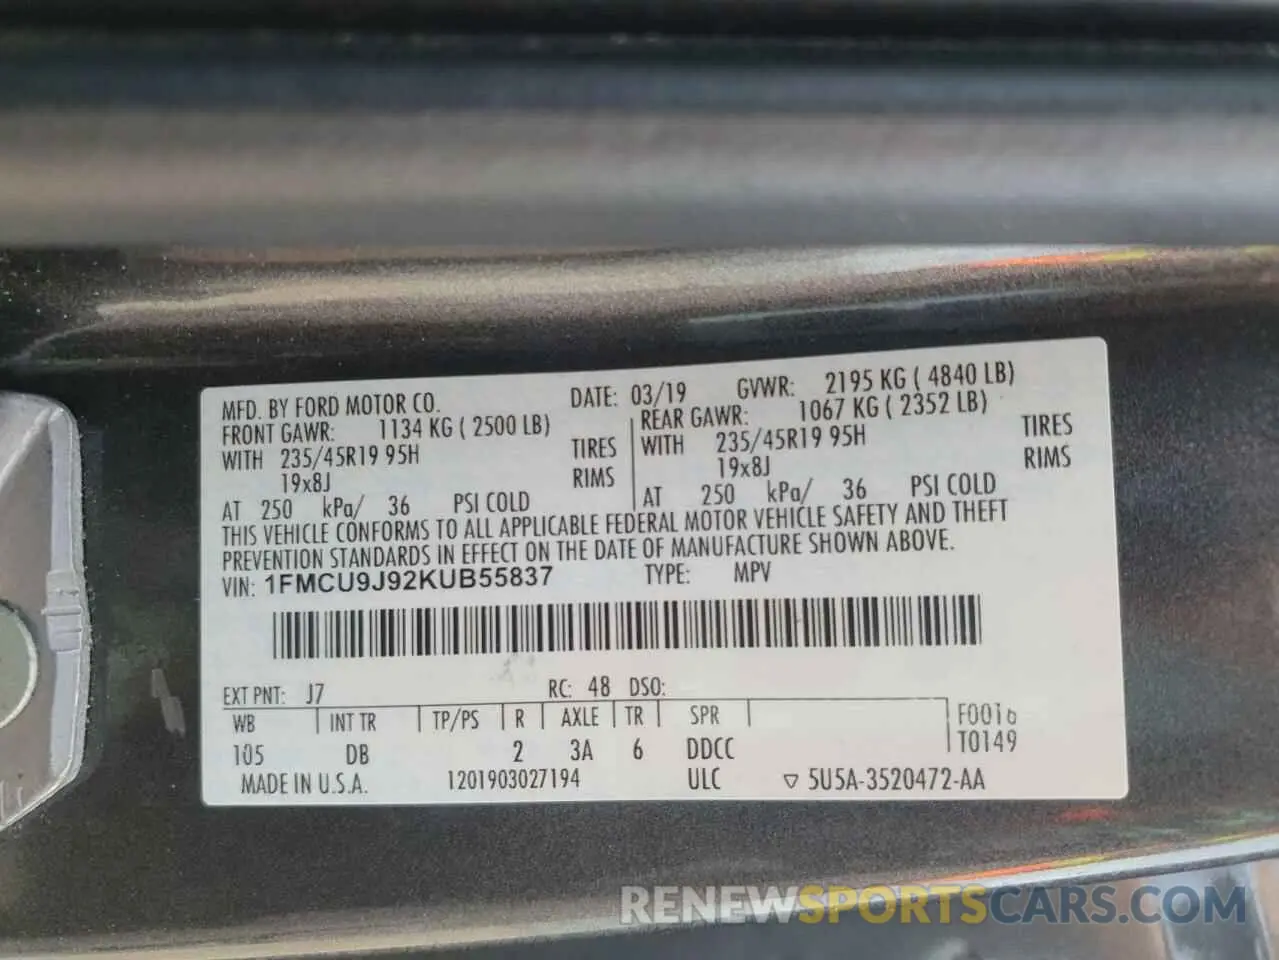 MFD. BY FORD MOTOR CO. DATE: 03/19 GVWR: 2195 KG ( 4840 LB)
FRONT GAWR: 1134 KG ( 2500 LB) REAR GAWR: 1067 KG ( 2352 LB)
WITH 235/45R19 95H TIRES WITH 235/45R19 95H TIRES
19x8J RIMS 19x8J RIMS
AT 250 kPa/ 36 PSI COLD AT 250 kPa/ 36 PSI COLD
THIS VEHICLE CONFORMS TO ALL APPLICABLE FEDERAL MOTOR VEHICLE SAFETY AND THEFT
PREVENTION STANDARDS IN EFFECT ON THE DATE OF MANUFACTURE SHOWN ABOVE.
VIN: 1FMCU9J92KUB55837 TYPE: MPV
EXT PNT: J7 RC: 48 DSO:
WB INT TR TP/PS R AXLE TR SPR F0016
105 DB 2 3A 6 DDCC T0149
MADE IN U.S.A. 1201903027194 ULC ▽ 5U5A-3520472-AA
RENEWSPORTSCARS.COM